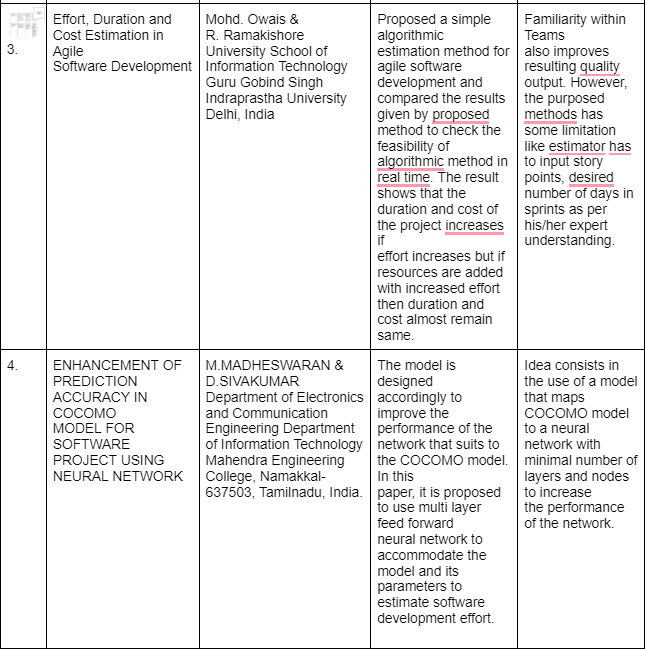 3.
Effort, Duration and
Cost Estimation in
Agile
Software Development
Mohd. Owais &
R. Ramakishore
University School of
Information Technology
Guru Gobind Singh
Indraprastha University
Delhi, India
Proposed a simple
algorithmic
estimation method for
agile software
development and
compared the results
given by proposed
method to check the
feasibility of
algorithmic method in
real time. The result
shows that the
duration and cost of
the project increases
if
effort increases but if
resources are added
with increased effort
then duration and
cost almost remain
same.
Familiarity within
Teams
also improves
resulting quality
output. However,
the purposed
methods has
some limitation
like estimator has
to input story
points, desired
number of days in
sprints as per
his/her expert
understanding.
4.
ENHANCEMENT OF
PREDICTION
ACCURACY IN
COCOMO
MODEL FOR
SOFTWARE
PROJECT USING
NEURAL NETWORK
M.MADHESWARAN &
D.SIVAKUMAR
Department of Electronics
and Communication
Engineering Department
of Information Technology
Mahendra Engineering
College, Namakkal-
637503, Tamilnadu, India.
The model is
designed
accordingly to
improve the
performance of the
network that suits to
the COCOMO model.
In this
paper, it is proposed
to use multi layer
feed forward
neural network to
accommodate the
model and its
parameters to
estimate software
development effort.
Idea consists in
the use of a model
that maps
COCOMO model
to a neural
network with
minimal number of
layers and nodes
to increase
the performance
of the network.